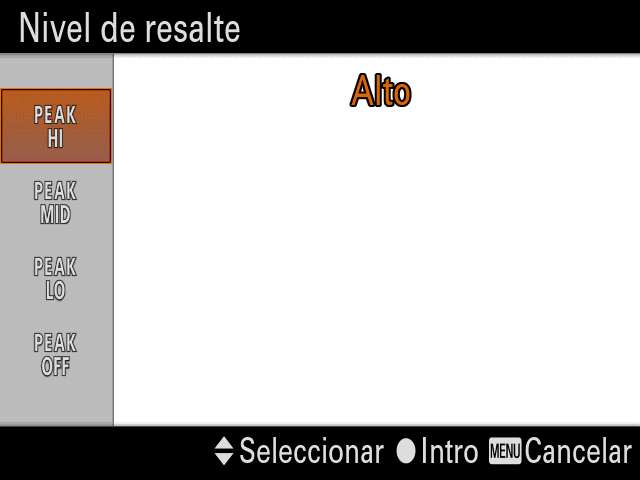 Nivel de resalte
Alto
PEAK
HI
PEAK
MID
PEAK
LO
PEAK
OFF
Seleccionar Intro MENU Cancelar